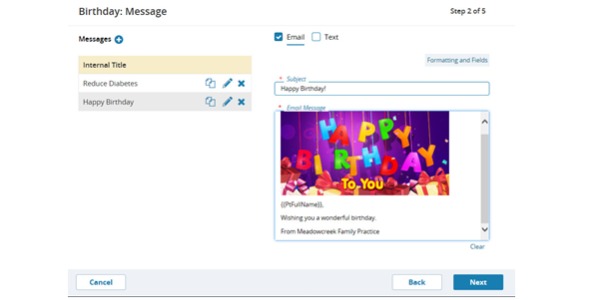 Birthday: Message
Step 2 of 5
Messages
Email Text
Formatting and Fields
Internal Title
Reduce Diabetes
Happy Birthday
* Subject
Happy Birthday!
* Email Message
HAPPY
BIRTHDAY
To YOU
{{PtFullName}},
Wishing you a wonderful birthday.
From Meadowcreek Family Practice
Clear
Cancel
Back
Next